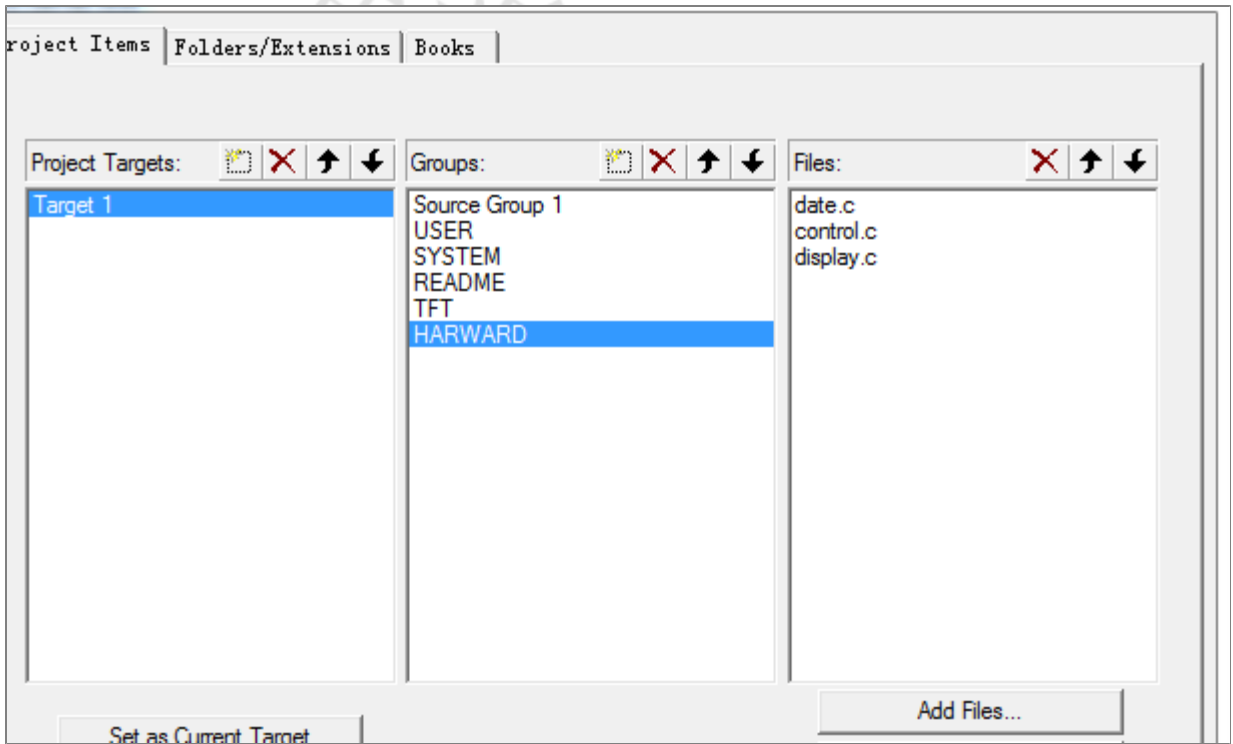 roject Items Folders/Extensions Books
Project Targets: Groups: Files:
Target 1
Source Group 1
USER
SYSTEM
README
TFT
HARWARD
date.c
control.c
display.c
Set as Current Target
Add Files...